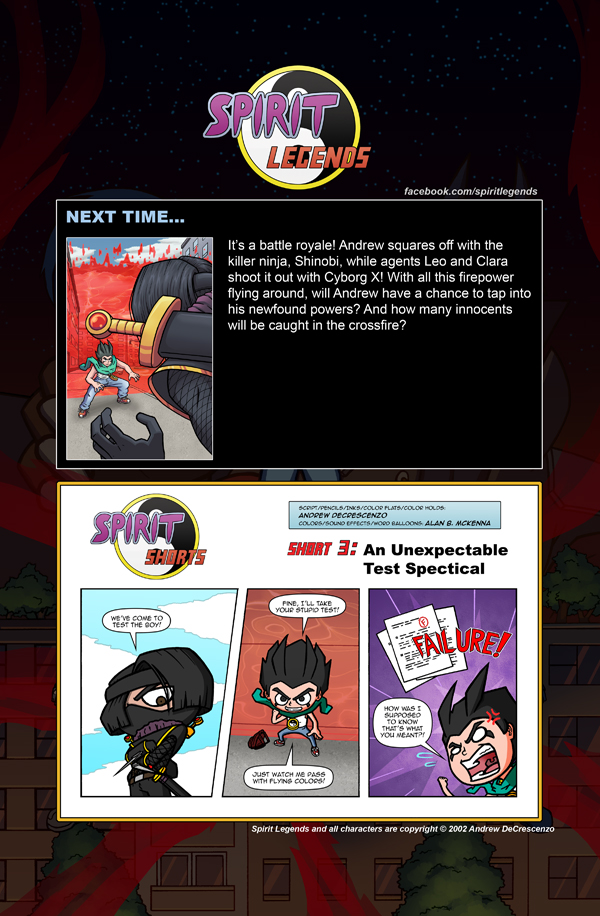 SPIRIT
LEGENDS
facebook.com/spiritlegends
NEXT TIME...
It's a battle royale! Andrew squares off with the
killer ninja, Shinobi, while agents Leo and Clara
shoot it out with Cyborg X! With all this firepower
flying around, will Andrew have a chance to tap into
his newfound powers? And how many innocents
will be caught in the crossfire?
SPIRIT
SHORTS
SCRIPT/PENCILS/INKS/COLOR FLATS/COLOR HOLDS:
ANDREW DECRESCENZO
COLORS/SOUND EFFECTS/WORD BALLOONS: ALAN B. MCKENNA
SHORT 3: An Unexpectable
Test Spectical
WE'VE COME TO
TEST THE BOY!
FINE, I'LL TAKE
YOUR STUPID TEST!
JUST WATCH ME PASS
WITH FLYING COLORS!
F
FAILURE!
HOW WAS I
SUPPOSED
TO KNOW
THAT'S WHAT
YOU MEANT?!
Spirit Legends and all characters are copyright © 2002 Andrew DeCrescenzo